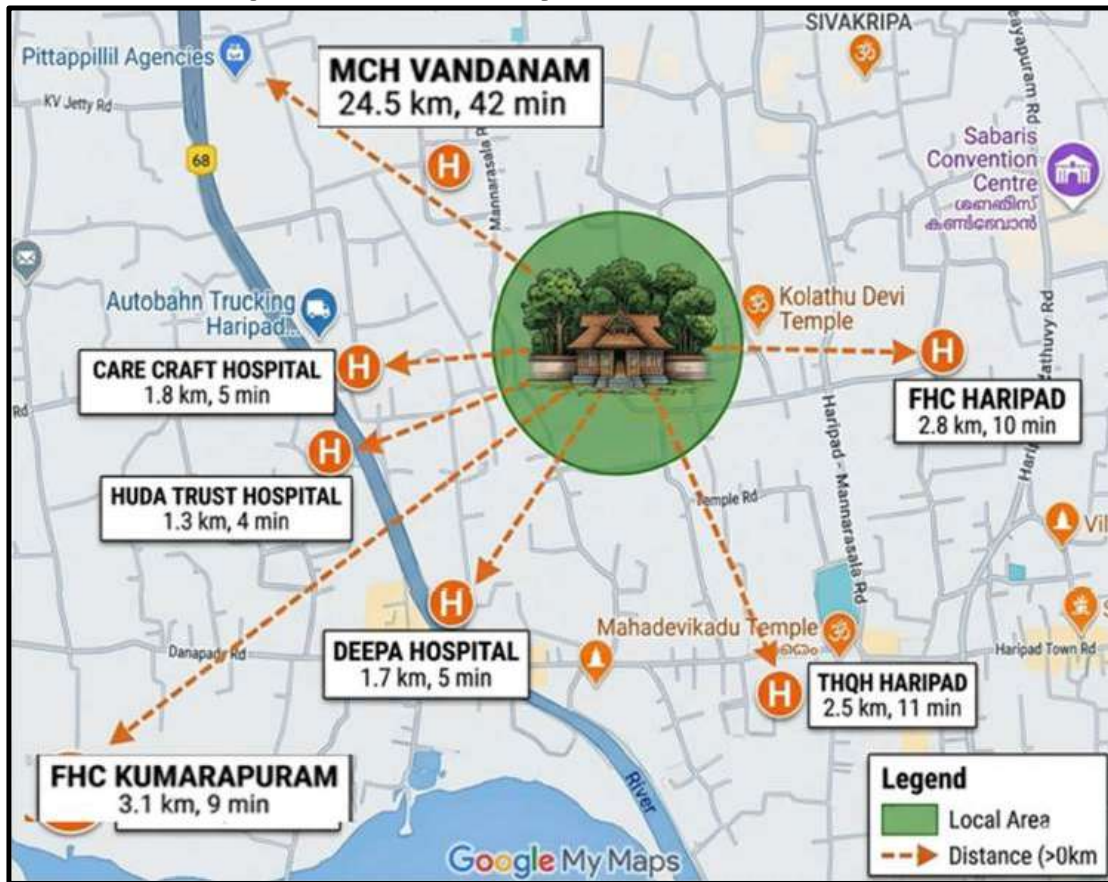 SIVAKRIPA
Pittappillil Agencies
MCH VANDANAM
24.5 km, 42 min
KV Jetty Rd
68
H
Mannarasala R
Sabaris
Convention
Centre
Autobahn Trucking
Haripad...
Kolathu Devi
Temple
CARE CRAFT HOSPITAL
1.8 km, 5 min
H
H
FHC HARIPAD
2.8 km, 10 min
H
HUDA TRUST HOSPITAL
1.3 km, 4 min
Haripad - Mannarasala Rd
Temple Rd
Vil
H
DEEPA HOSPITAL
1.7 km, 5 min
Mahadevikadu Temple
Haripad Town Rd
H
THQH HARIPAD
2.5 km, 11 min
FHC KUMARAPURAM
3.1 km, 9 min
River
Legend
Local Area
Distance (>0km
Google My Maps